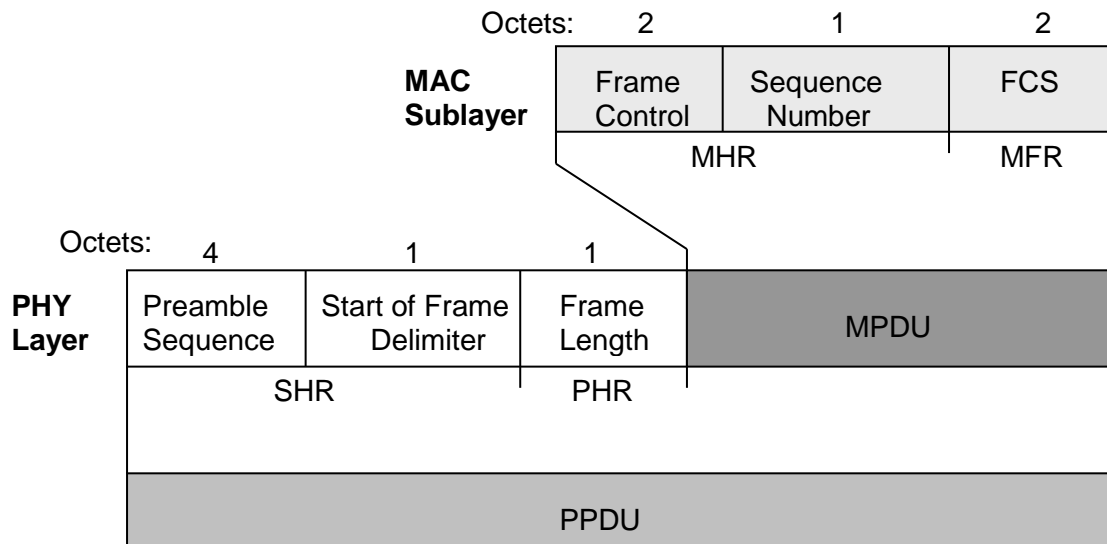 Octets: 2 1 2
MAC Sublayer
Frame Control
Sequence Number
FCS
MHR MFR
Octets: 4 1 1
PHY Layer
Preamble Sequence
Start of Frame Delimiter
Frame Length
MPDU
SHR PHR
PPDU